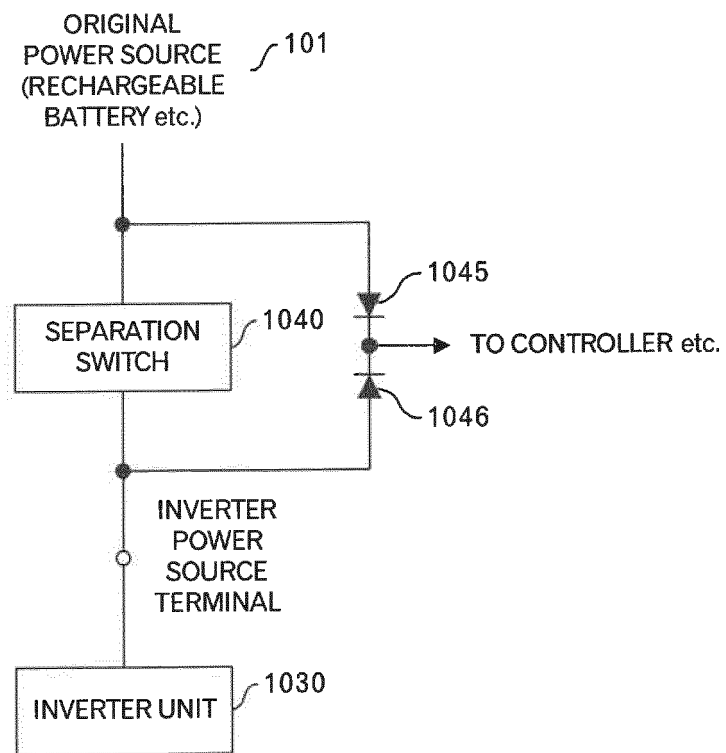 ORIGINAL
POWER SOURCE
(RECHARGEABLE
BATTERY etc.)
101
1045
SEPARATION
SWITCH
1040
TO CONTROLLER etc.
1046
INVERTER
POWER
SOURCE
TERMINAL
1030
INVERTER UNIT